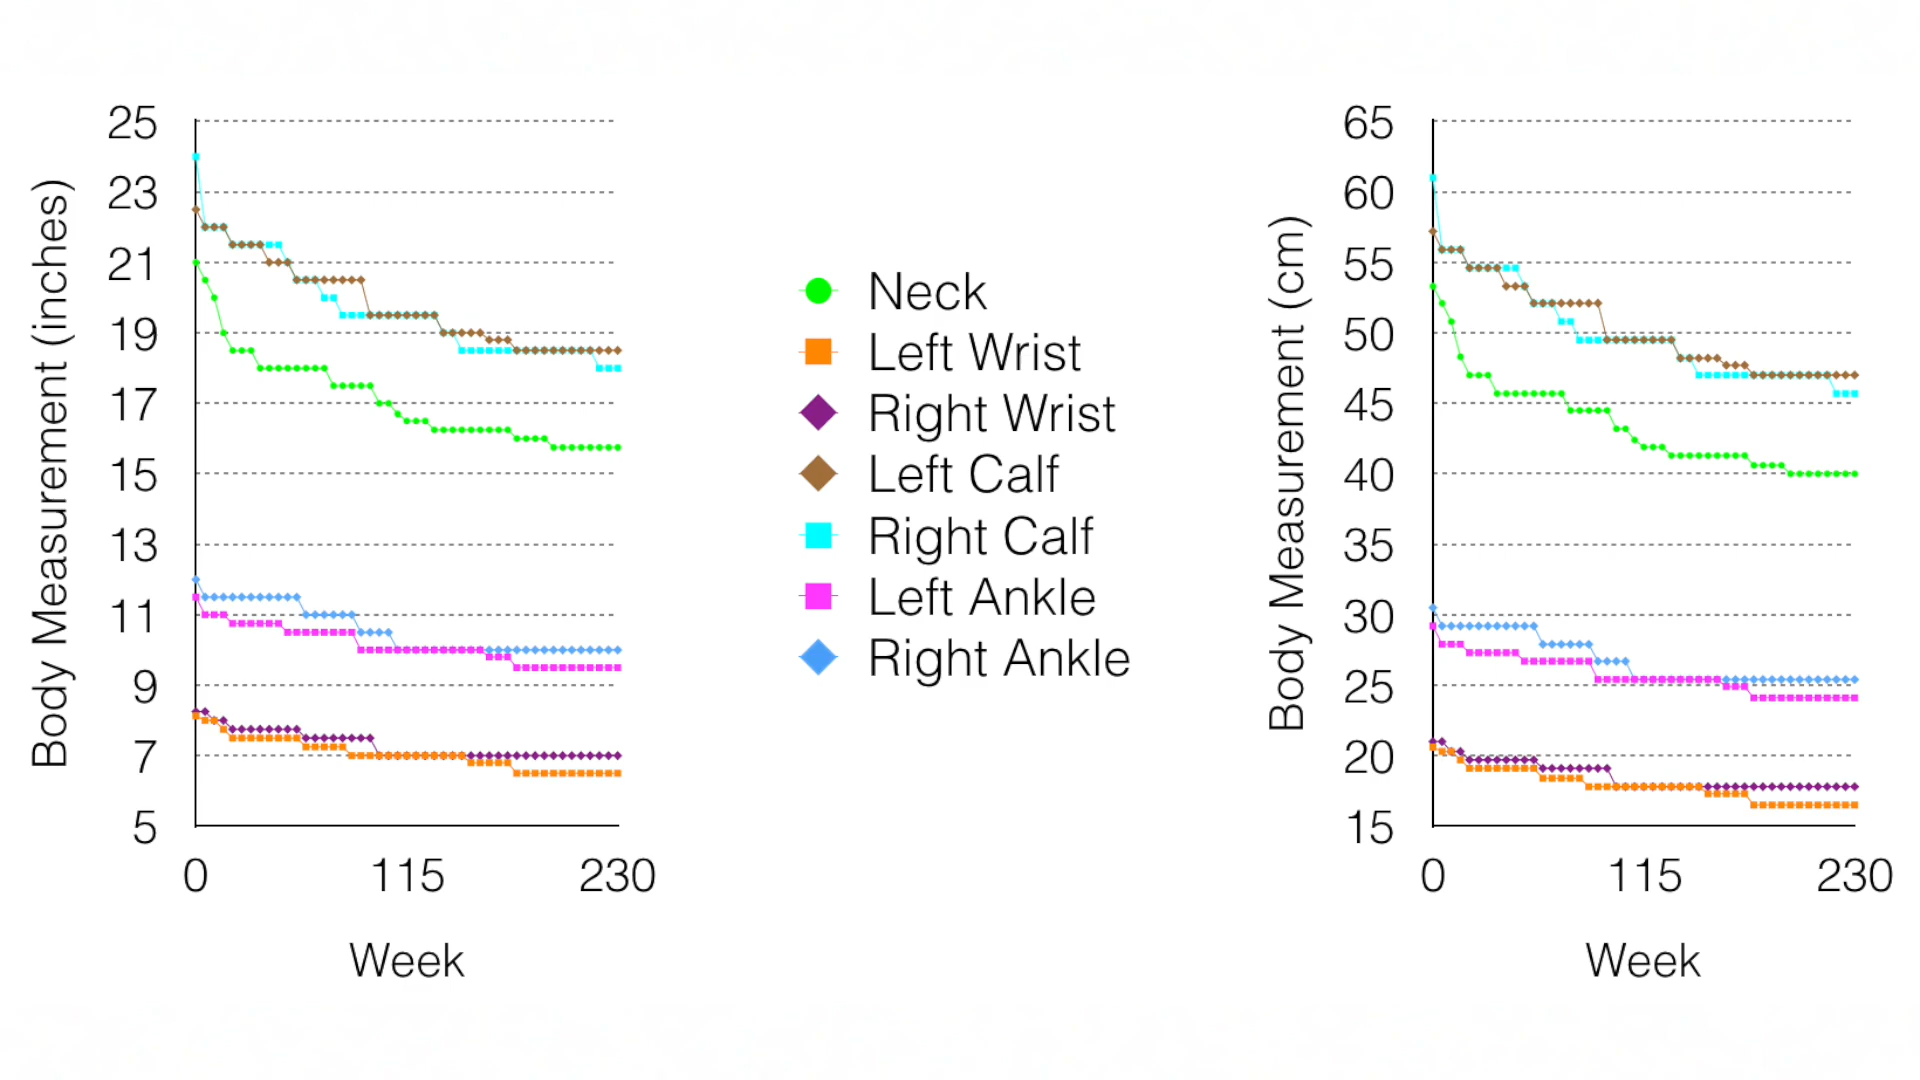 Body Measurement (inches)
25
23
21
19
17
15
13
11
9
7
5
0 115 230
Week
Neck
Left Wrist
Right Wrist
Left Calf
Right Calf
Left Ankle
Right Ankle
Body Measurement (cm)
65
60
55
50
45
40
35
30
25
20
15
0 115 230
Week